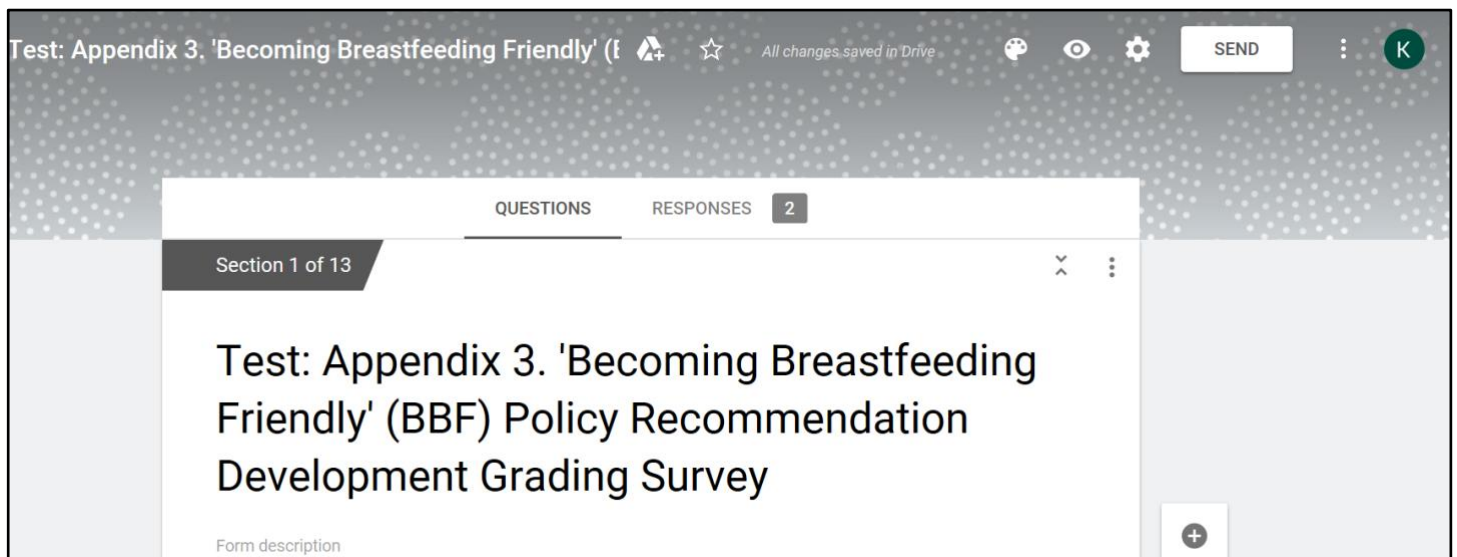 Test: Appendix 3. 'Becoming Breastfeeding Friendly' (E All changes saved in Drive SEND K
QUESTIONS RESPONSES 2
Section 1 of 13
Test: Appendix 3. 'Becoming Breastfeeding
Friendly' (BBF) Policy Recommendation
Development Grading Survey
Form description